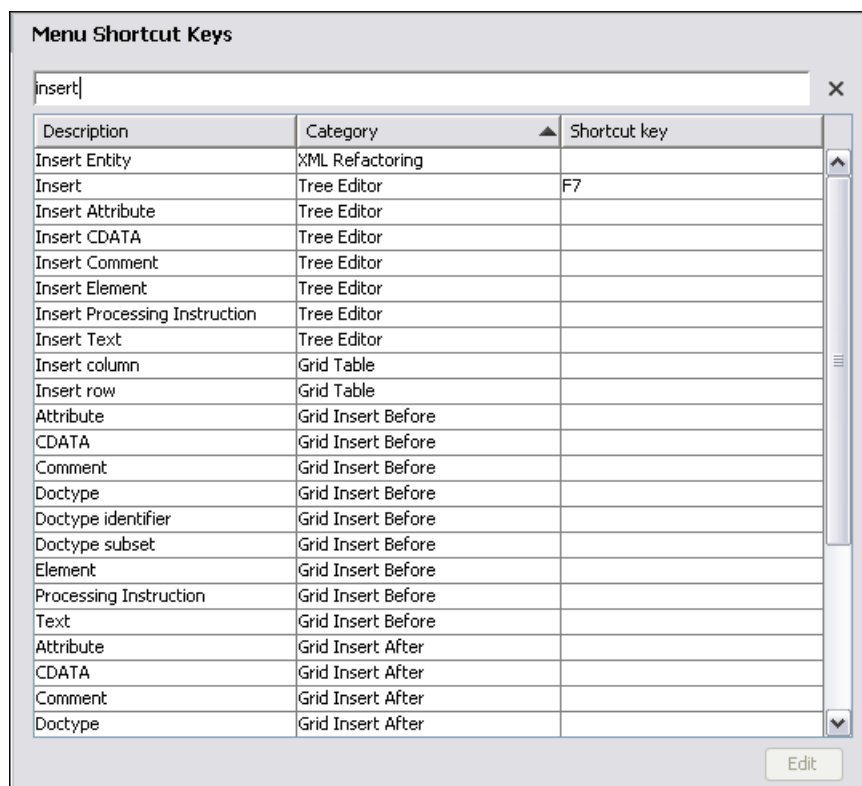 Menu Shortcut Keys
insert
Description Category Shortcut key
Insert Entity XML Refactoring
Insert Tree Editor F7
Insert Attribute Tree Editor
Insert CDATA Tree Editor
Insert Comment Tree Editor
Insert Element Tree Editor
Insert Processing Instruction Tree Editor
Insert Text Tree Editor
Insert column Grid Table
Insert row Grid Table
Attribute Grid Insert Before
CDATA Grid Insert Before
Comment Grid Insert Before
Doctype Grid Insert Before
Doctype identifier Grid Insert Before
Doctype subset Grid Insert Before
Element Grid Insert Before
Processing Instruction Grid Insert Before
Text Grid Insert Before
Attribute Grid Insert After
CDATA Grid Insert After
Comment Grid Insert After
Doctype Grid Insert After
Edit